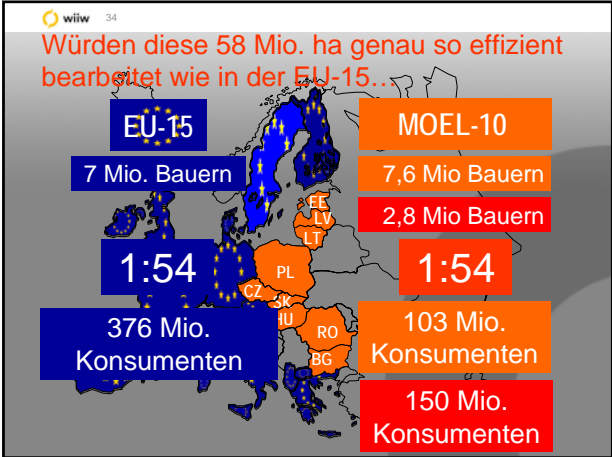 wiiw 34
Würden diese 58 Mio. ha genau so effizient
bearbeitet wie in der EU-15…
EU-15
7 Mio. Bauern
1:54
376 Mio.
Konsumenten
MOEL-10
7,6 Mio Bauern
2,8 Mio Bauern
1:54
103 Mio.
Konsumenten
150 Mio.
Konsumenten
EE
LV
LT
PL
CZ
SK
HU
RO
BG